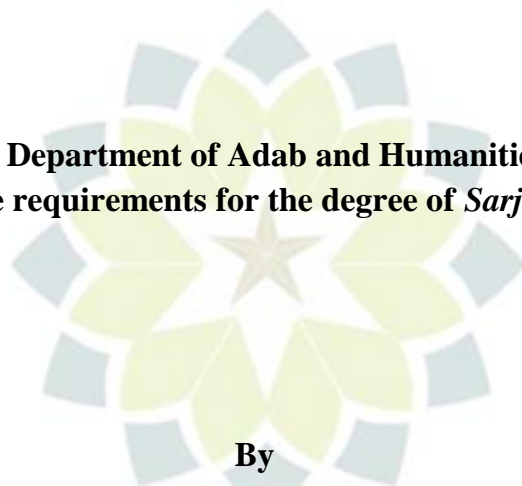 Department of Adab and Humanitie
requirements for the degree of Sarj
By